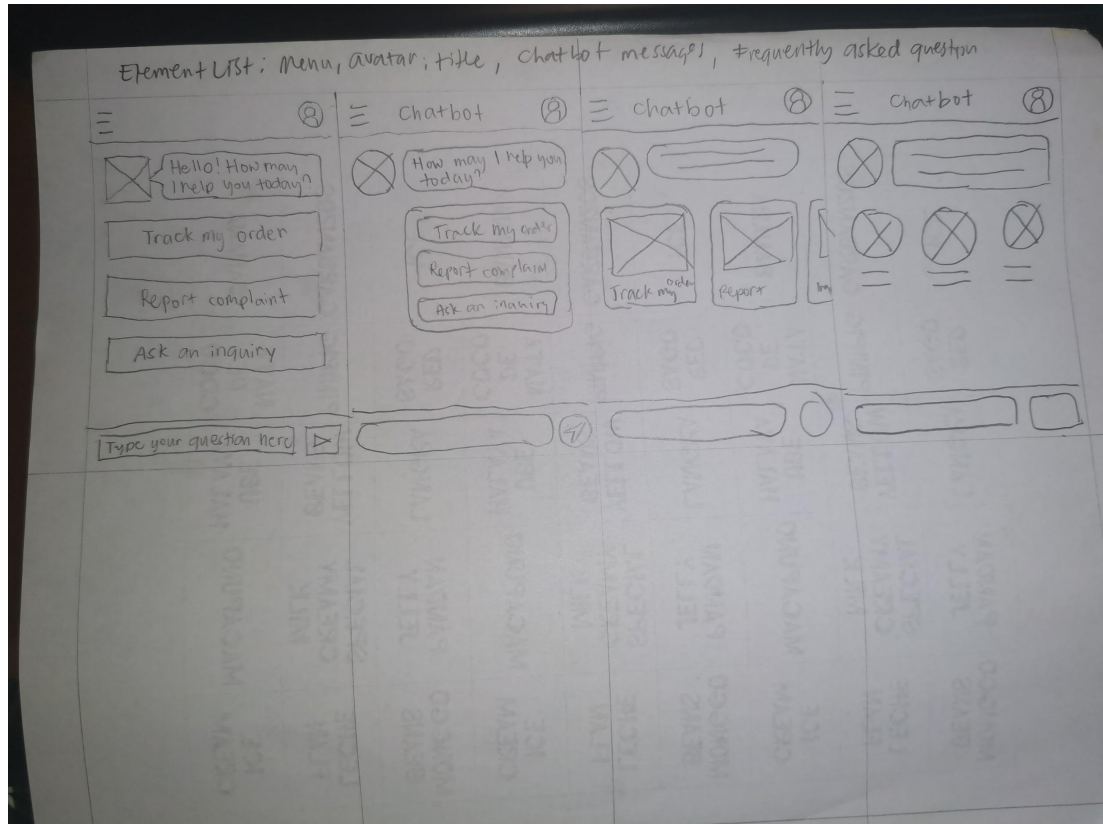 Element List: Menu, avatar, title, Chatbot messages, Frequently asked question
Hello! How may
I help you today?
Track my order
Report complaint
Ask an inquiry
Type your question here
Chatbot
How may I help you
today?
Track my order
Report complaint
Ask an inquiry
Chatbot
Track my order
Report
Chatbot